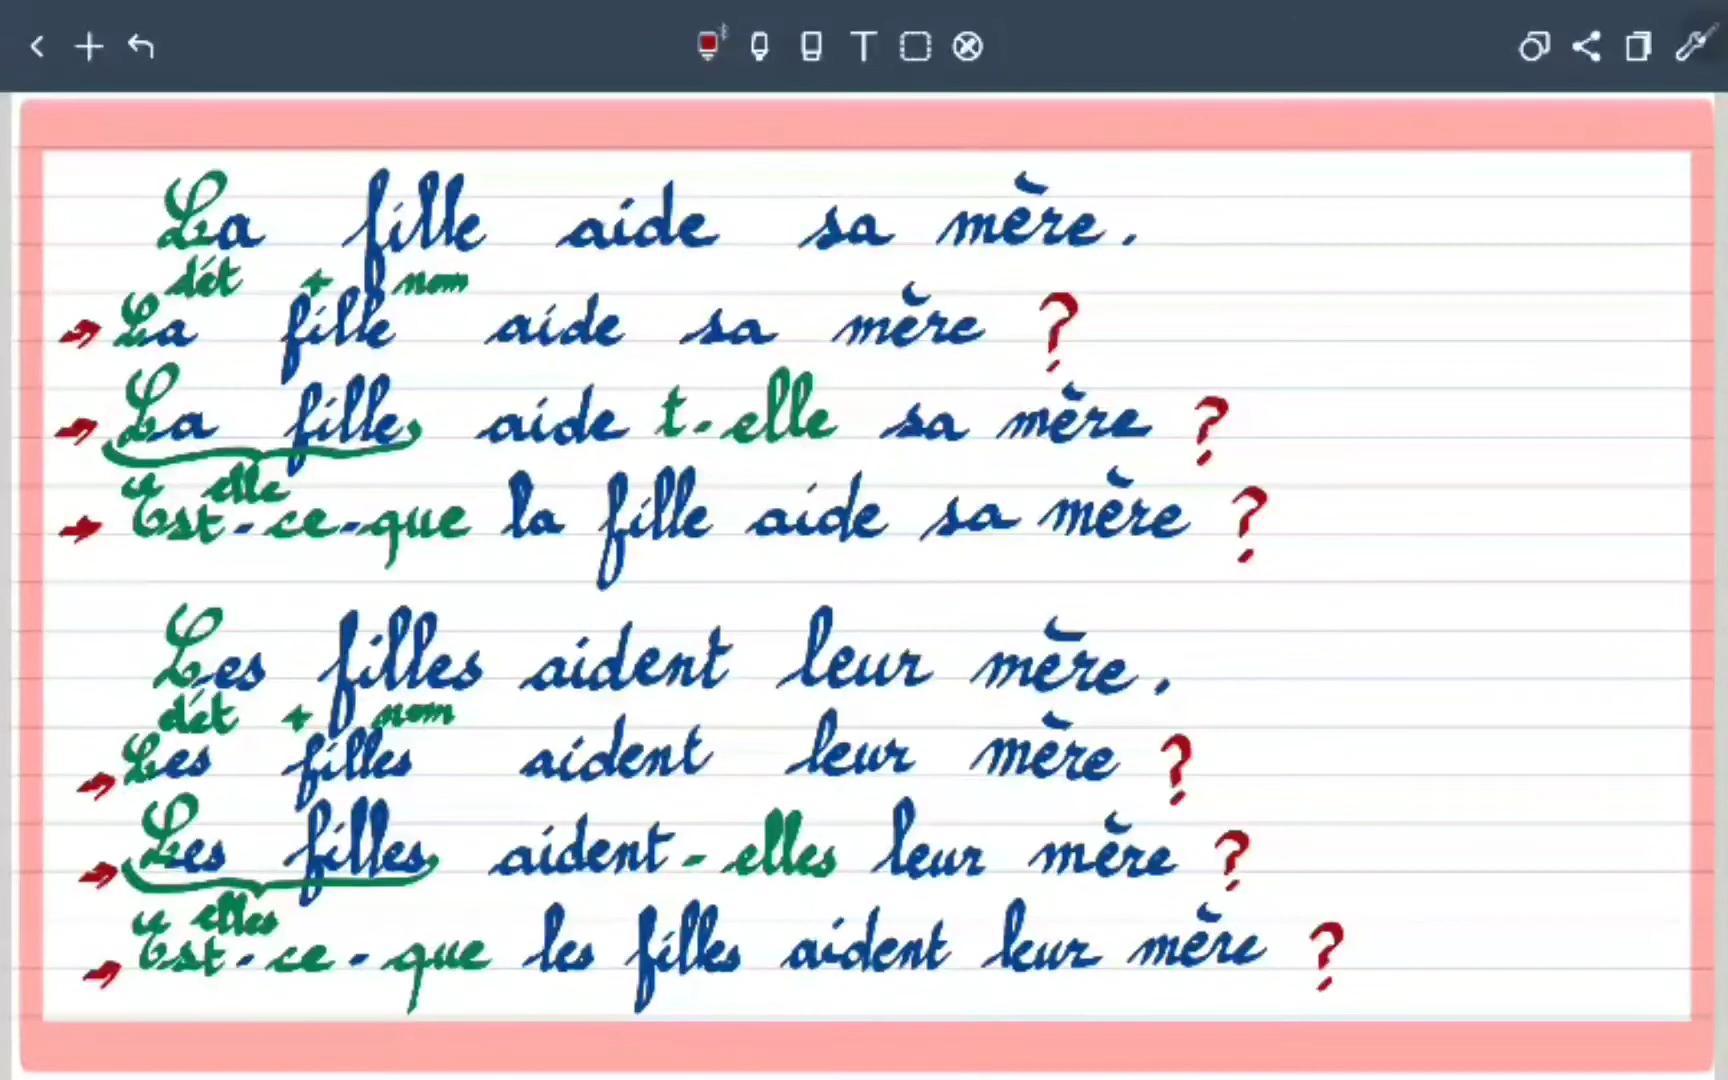 La fille aide sa mère.
dét + nom
La fille aide sa mère ?
La fille aide t-elle sa mère ?
elle
Est-ce-que la fille aide sa mère ?
Les filles aident leur mère.
dét + nom
Les filles aident leur mère ?
Les filles aident-elles leur mère ?
elles
Est-ce-que les filles aident leur mère ?